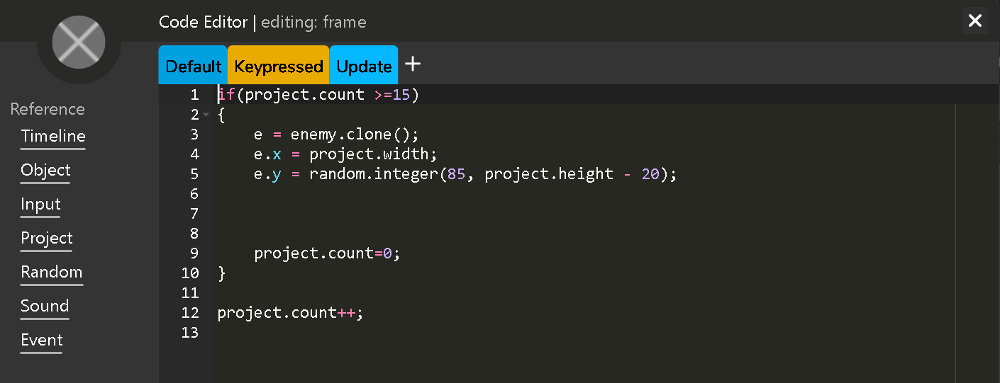 Code Editor | editing: frame
Default Keypressed Update +
Reference
Timeline
Object
Input
Project
Random
Sound
Event
1 if(project.count >=15)
2 {
3     e = enemy.clone();
4     e.x = project.width;
5     e.y = random.integer(85, project.height - 20);
6
7
8
9     project.count=0;
10 }
11
12 project.count++;
13